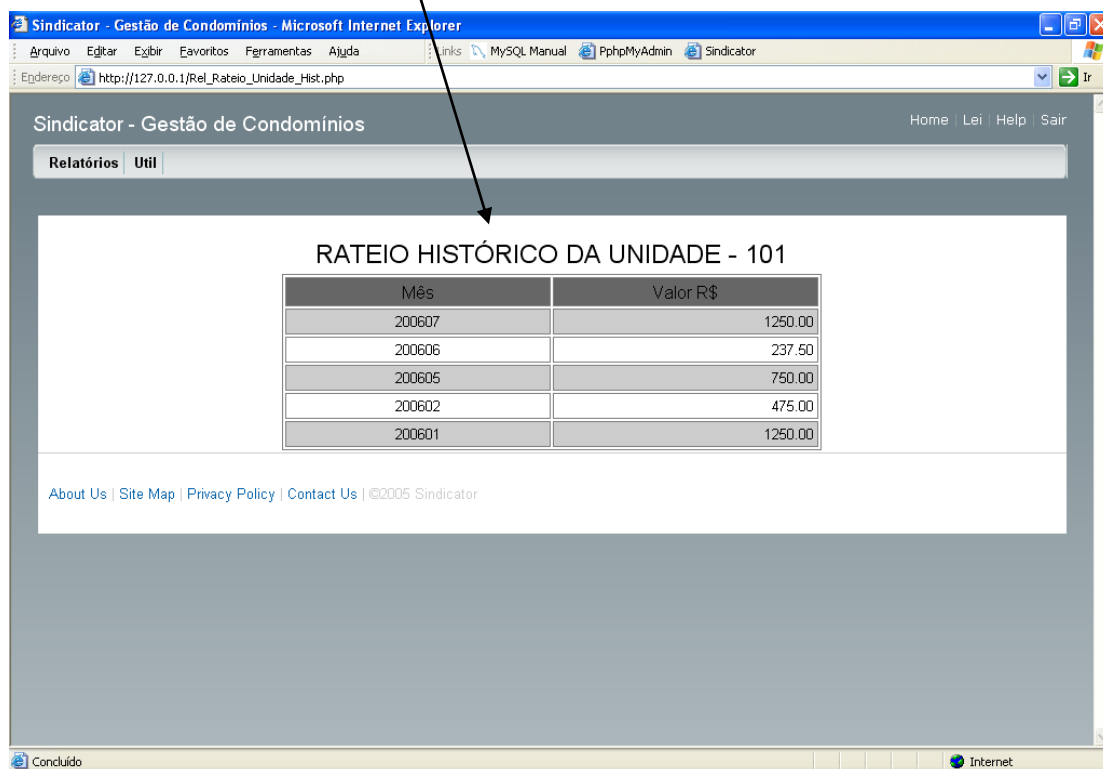 Sindicator - Gestão de Condomínios - Microsoft Internet Explorer
Arquivo Editar Exibir Favoritos Ferramentas Ajuda Links MySQL Manual PphpMyAdmin Sindicator
Endereço http://127.0.0.1/Rel_Rateio_Unidade_Hist.php Ir
Sindicator - Gestão de Condomínios
Home | Lei | Help | Sair
Relatórios Util
RATEIO HISTÓRICO DA UNIDADE - 101
Mês Valor R$
200607 1250.00
200606 237.50
200605 750.00
200602 475.00
200601 1250.00
About Us | Site Map | Privacy Policy | Contact Us | ©2005 Sindicator
Concluído Internet